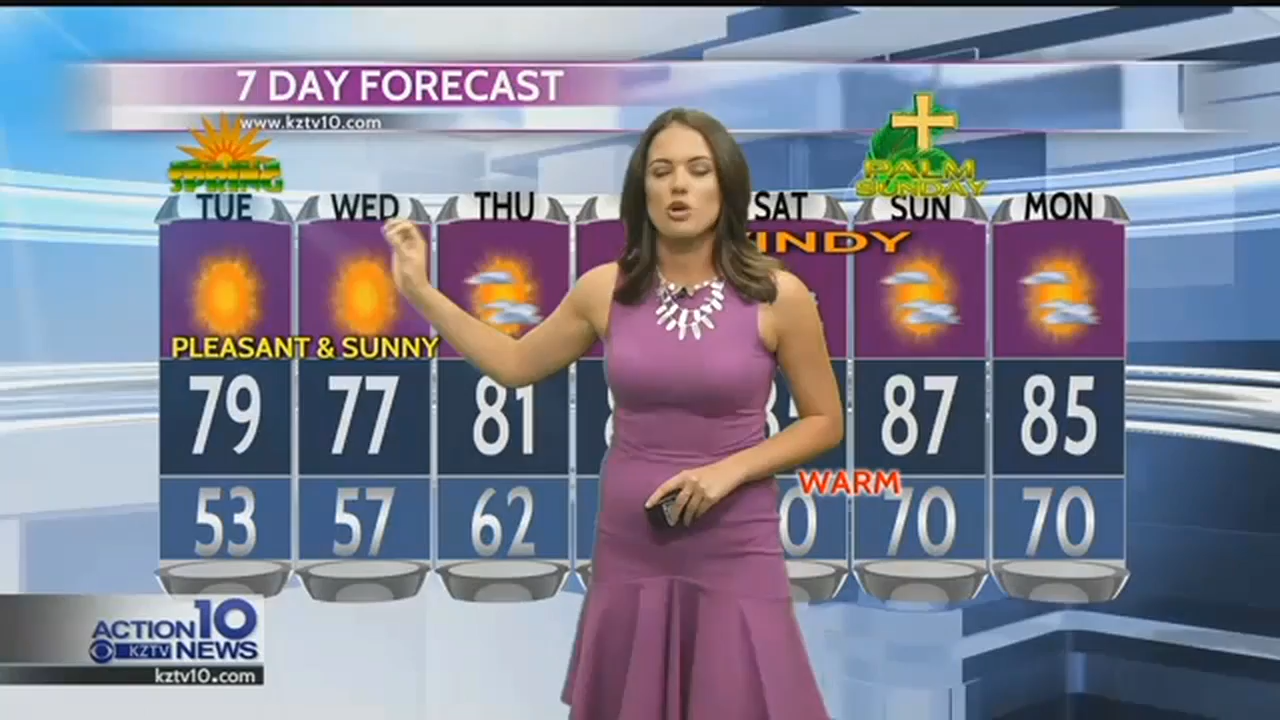 7 DAY FORECAST
www.kztv10.com
SPRING
PALM
SUNDAY
TUE WED THU SAT SUN MON
INDY
PLEASANT & SUNNY
79 77 81 87 85
WARM
53 57 62 70 70
ACTION 10
KZTV NEWS
kztv10.com